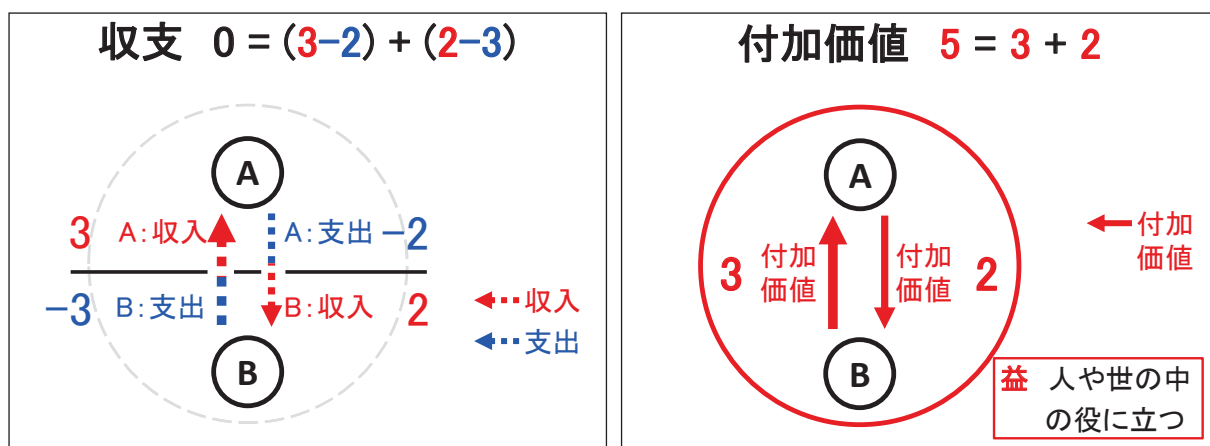 収支 0 = (3−2) + (2−3)
A
3 A：収入 A：支出 −2
−3 B：支出 B：収入 2
B
収入
支出
付加価値 5 = 3 + 2
A
3 付加価値 付加価値 2
B
付加
価値
益 人や世の中
の役に立つ